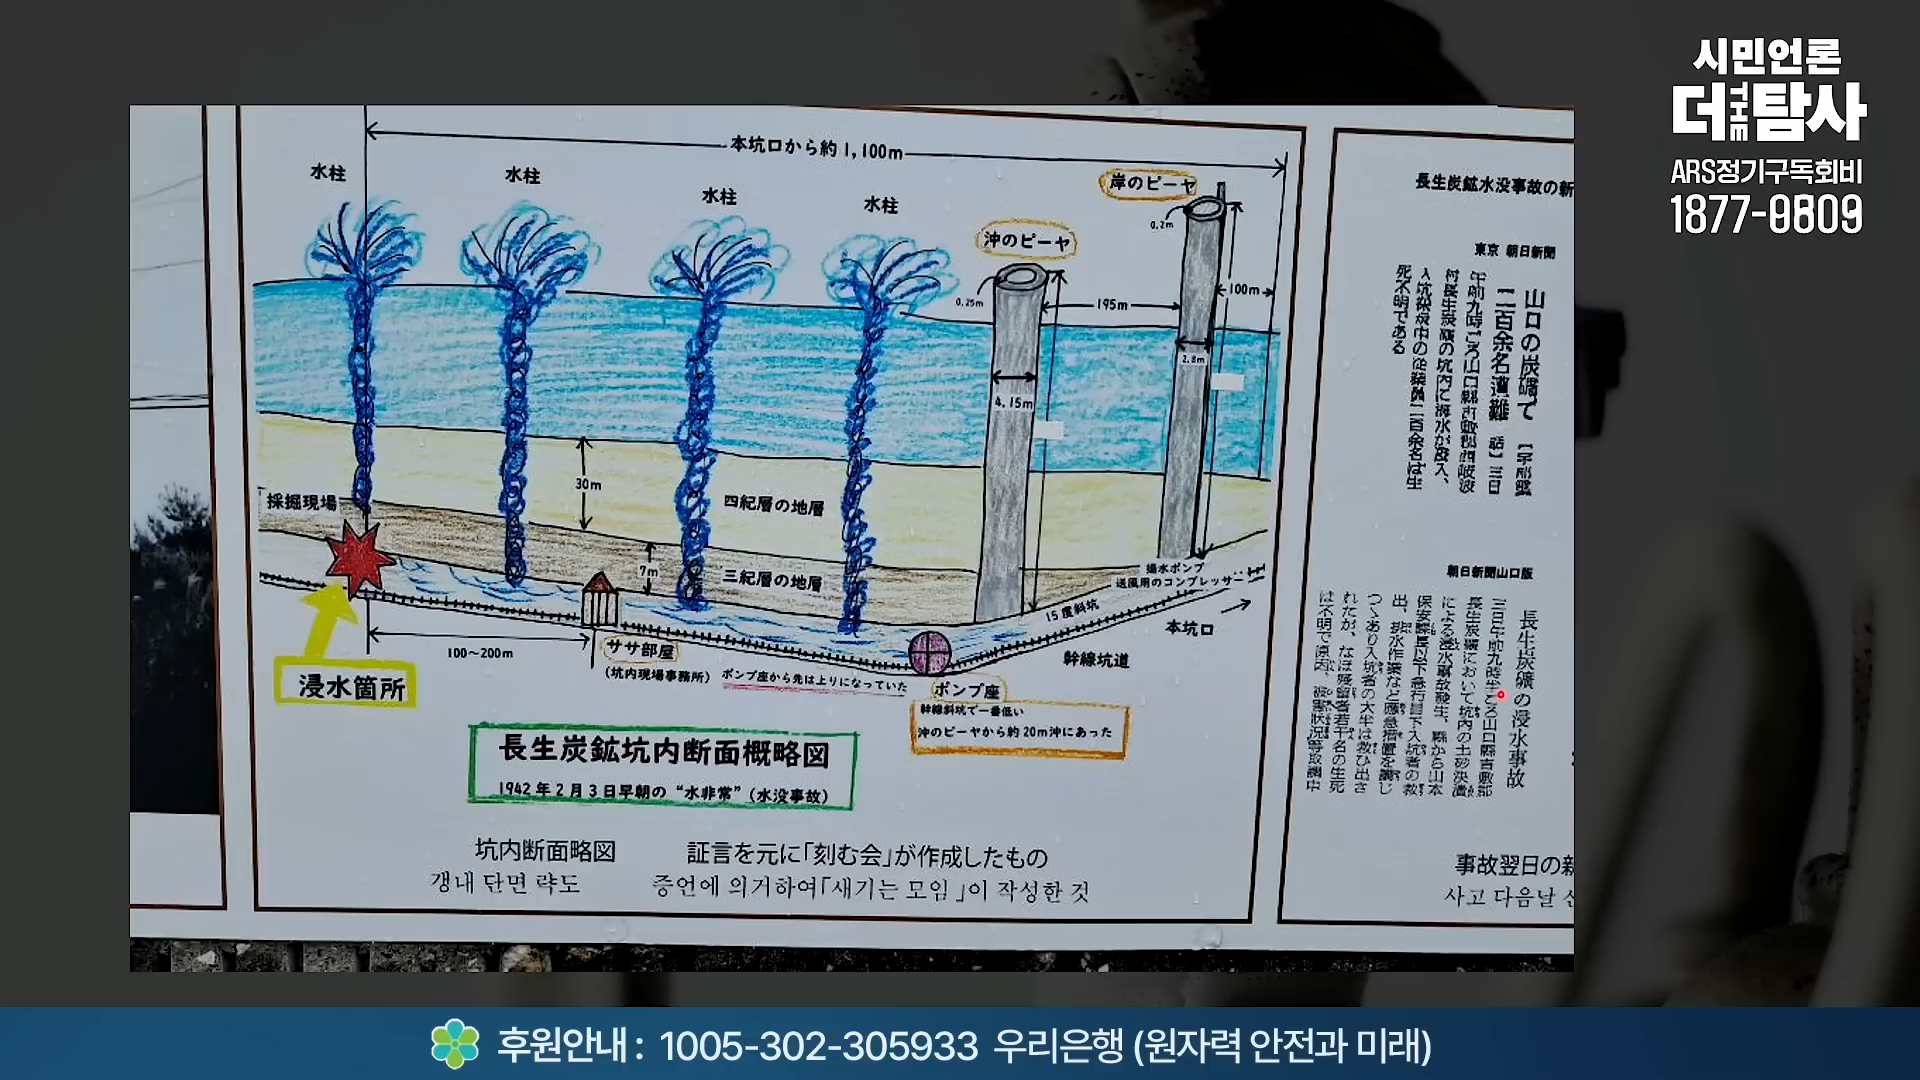 시민언론
더탐사
ARS정기구독회비
本坑口から約1,100m
水柱
水柱
水柱
水柱
沖のピーヤ
岸のピーヤ
0.25m
0.2m
195m
100m
4.15m
2.8m
30m
7m
四紀層の地層
三紀層の地層
採掘現場
浸水箇所
100~200m
ササ部屋
(坑内現場事務所)
ポンプ座から先は上りになっていた
ポンプ座
幹線斜坑で一番低い
沖のピーヤから約20m沖にあった
揚水ポンプ
送風用のコンプレッサー
15度斜坑
本坑口
幹線坑道
長生炭鉱坑内断面概略図
1942年2月3日早朝の“水非常”(水没事故)
坑内断面略図
証言を元に「刻む会」が作成したもの
갱내 단면 략도
증언에 의거하여「새기는 모임」이 작성한 것
長生炭鉱水没事故の新
東京 朝日新聞
山口の炭礦で
二百余名遭難
死不明である
朝日新聞山口版
長生炭礦の浸水事故
事故翌日の新
사고 다음날 신
후원안내 : 1005-302-305933 우리은행 (원자력 안전과 미래)